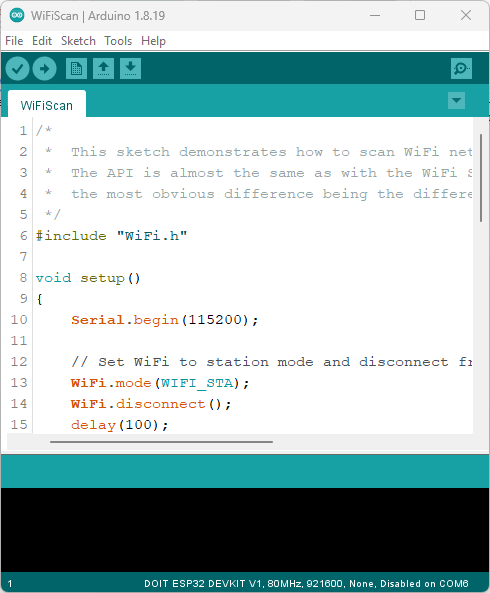 WiFiScan | Arduino 1.8.19
File Edit Sketch Tools Help
WiFiScan
1 /*
2  *  This sketch demonstrates how to scan WiFi net
3  *  The API is almost the same as with the WiFi S
4  *  the most obvious difference being the differe
5  */
6 #include "WiFi.h"
7
8 void setup()
9 {
10     Serial.begin(115200);
11
12     // Set WiFi to station mode and disconnect fr
13     WiFi.mode(WIFI_STA);
14     WiFi.disconnect();
15     delay(100);
1 DOIT ESP32 DEVKIT V1, 80MHz, 921600, None, Disabled on COM6